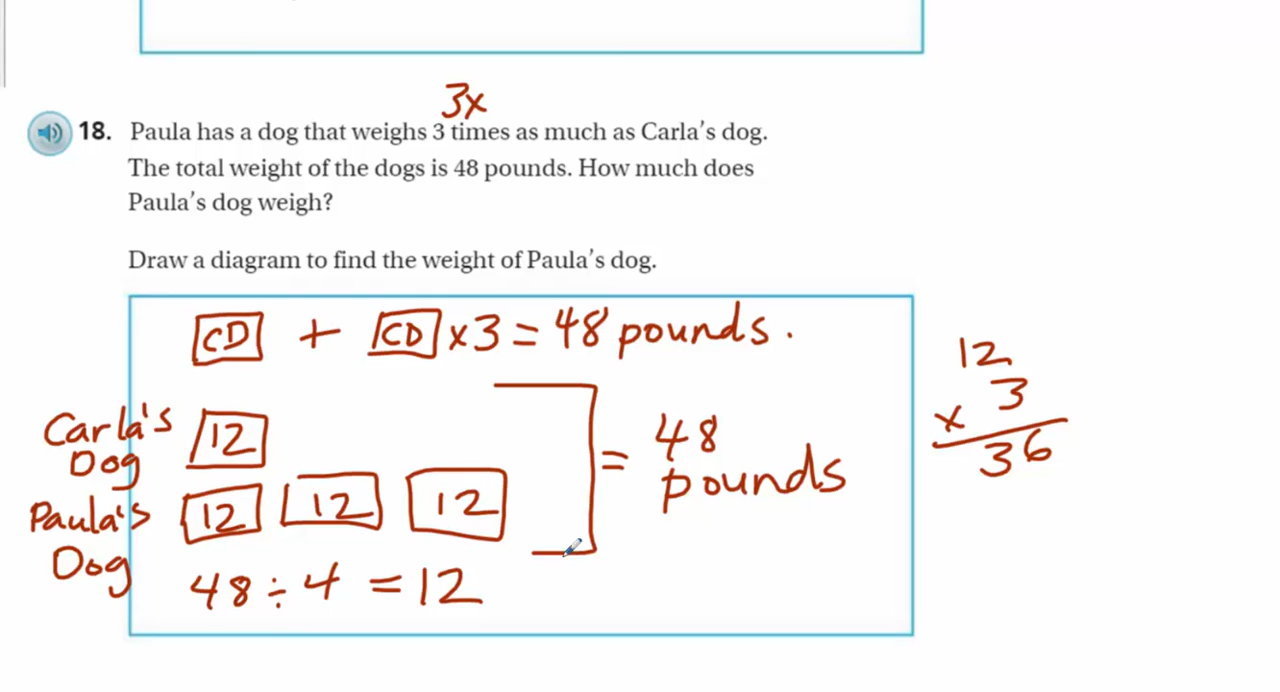 3x
18. Paula has a dog that weighs 3 times as much as Carla's dog.
The total weight of the dogs is 48 pounds. How much does
Paula's dog weigh?
Draw a diagram to find the weight of Paula's dog.
CD + CD x 3 = 48 pounds.
Carla's
Dog
12
Paula's
Dog
12 12 12
= 48
pounds
48 ÷ 4 = 12
12
x 3
36